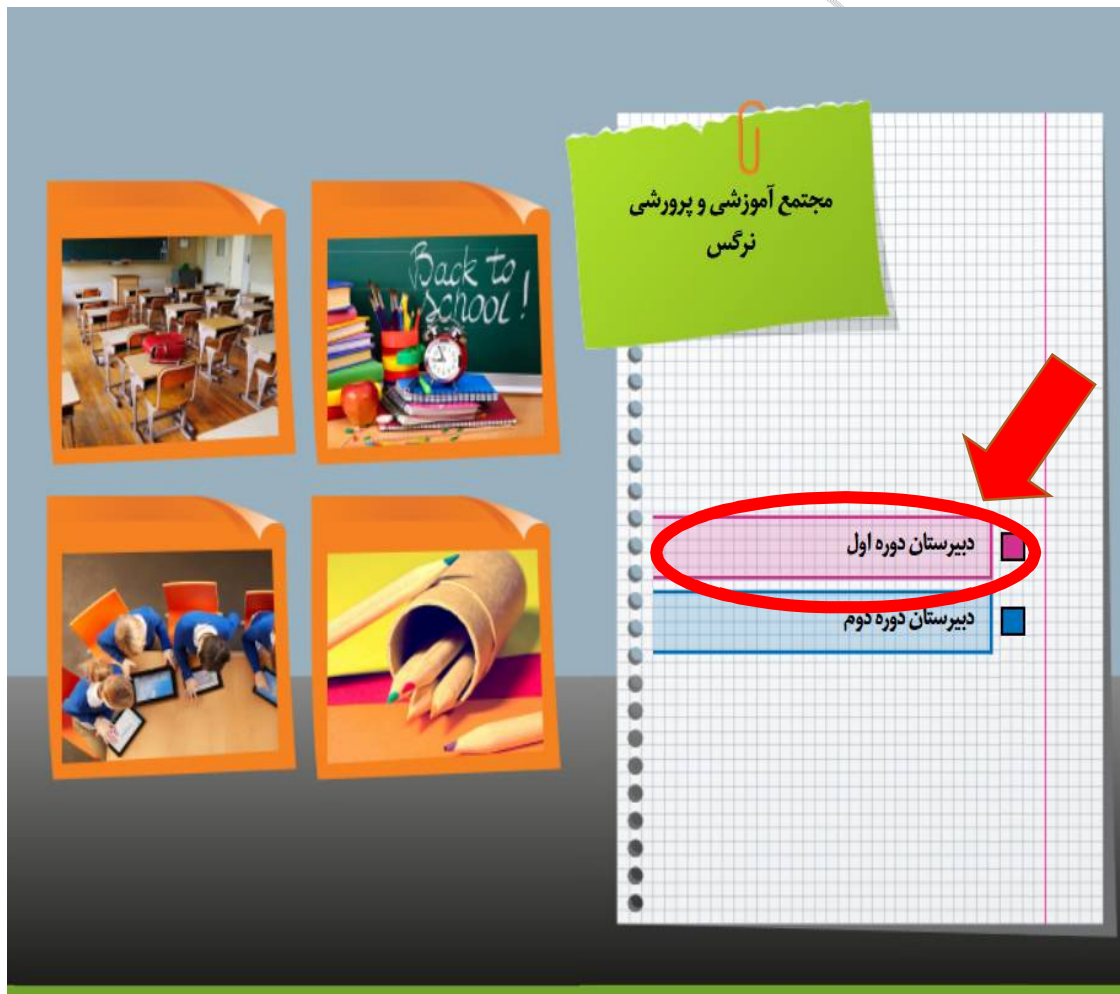 مجتمع آموزشی و پرورشی
نرگس
Back to
School!
دبیرستان دوره اول
دبیرستان دوره دوم